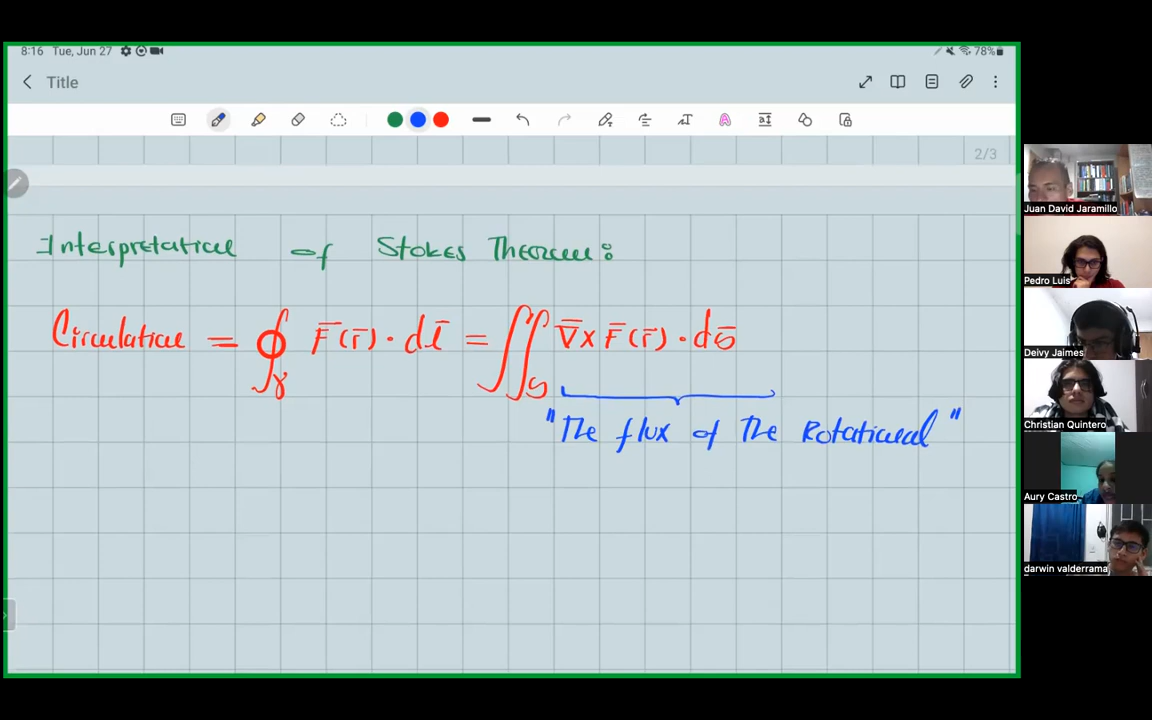 8:16 Tue, Jun 27
78%
Title
2/3
Interpretation of Stokes Theorem:
Circulation = ∮γ F̄(r̄)·dl̄ = ∬S ∇̄×F̄(r̄)·dσ̄
"The flux of the Rotational"
Juan David Jaramillo
Pedro Luis
Deivy Jaimes
Christian Quintero
Aury Castro
darwin valderrama